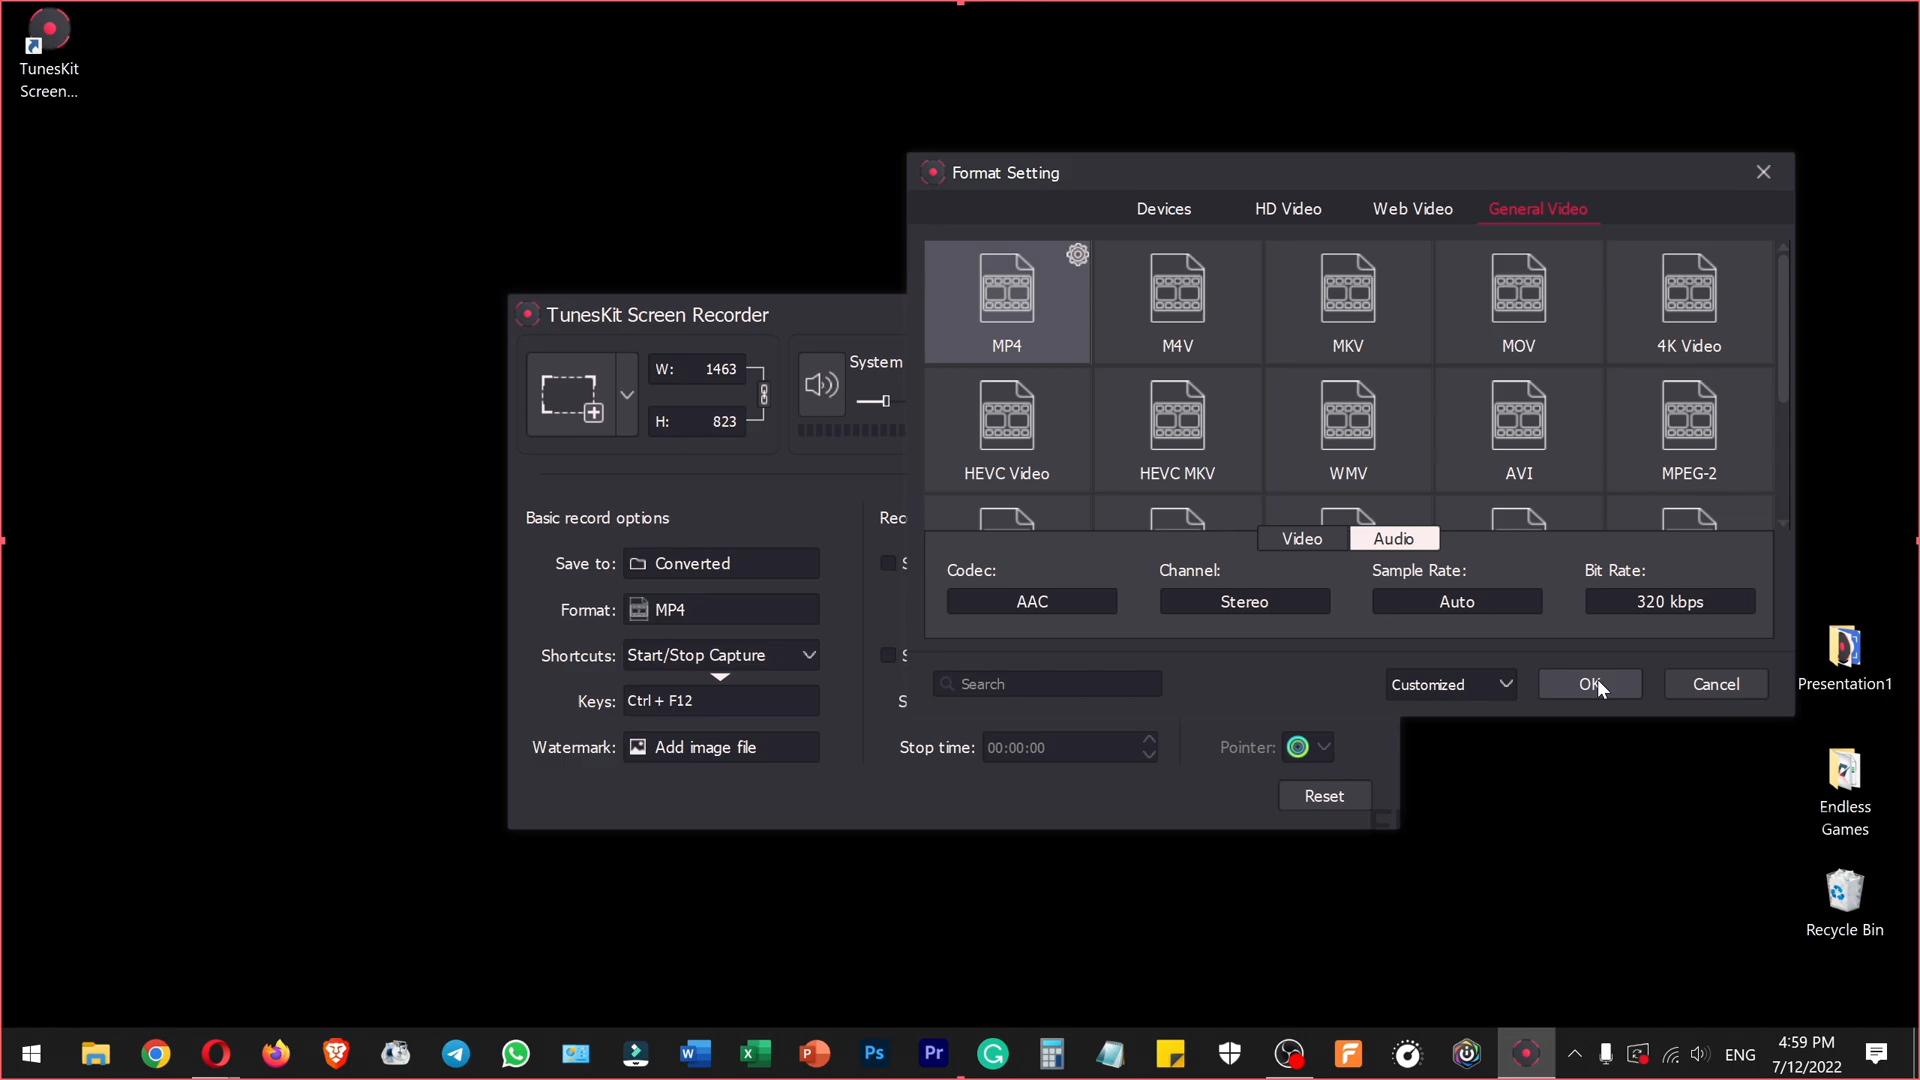 TunesKit
Screen...
Format Setting
Devices
HD Video
Web Video
General Video
MP4
M4V
MKV
MOV
4K Video
HEVC Video
HEVC MKV
WMV
AVI
MPEG-2
Video
Audio
Codec:
Channel:
Sample Rate:
Bit Rate:
AAC
Stereo
Auto
320 kbps
Search
Customized
OK
Cancel
TunesKit Screen Recorder
W: 1463
H: 823
System
Basic record options
Save to: Converted
Format: MP4
Shortcuts: Start/Stop Capture
Keys: Ctrl + F12
Watermark: Add image file
Stop time: 00:00:00
Pointer:
Reset
Presentation1
Endless
Games
Recycle Bin
ENG
4:59 PM
7/12/2022